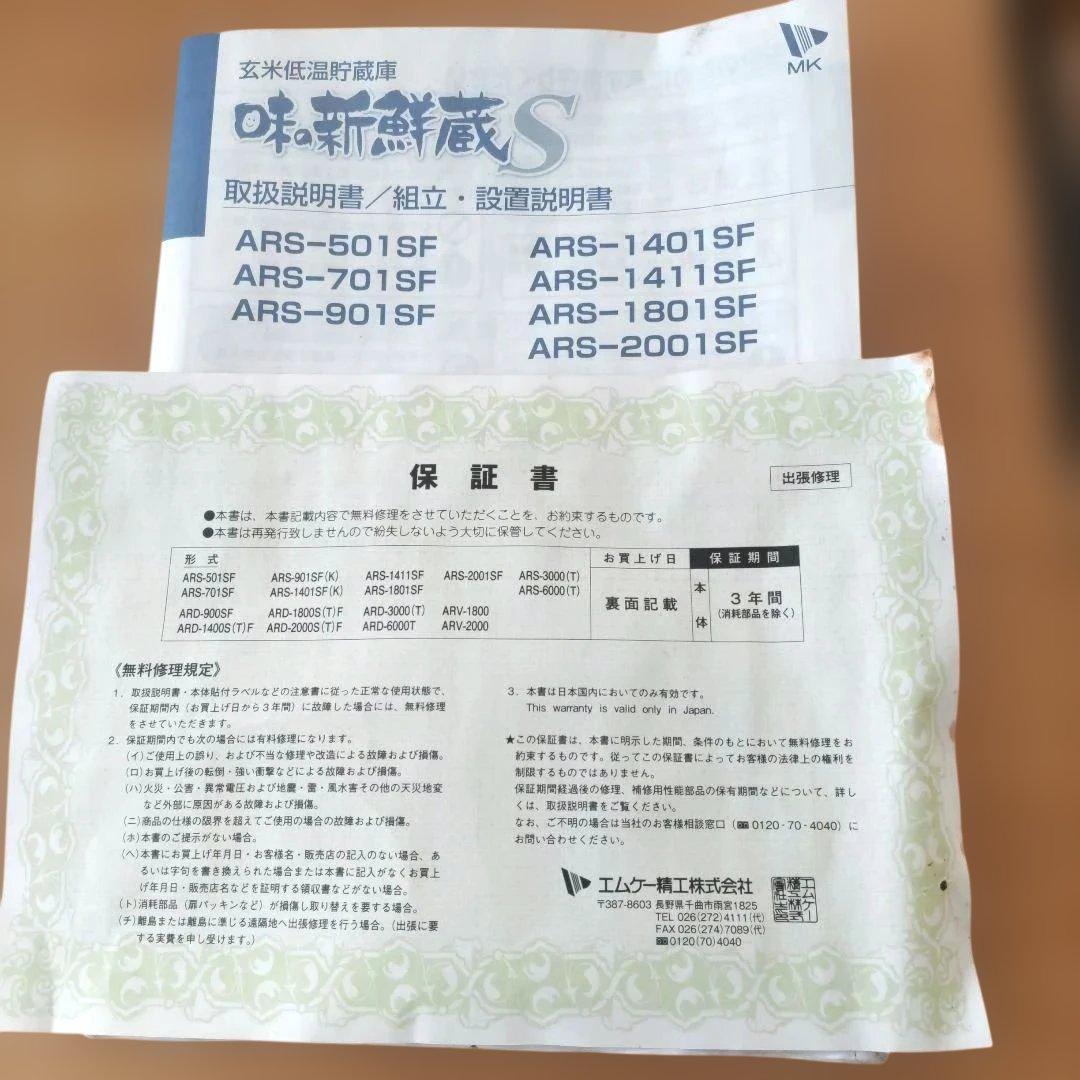 MK
玄米低温貯蔵庫
味の新鮮蔵S
取扱説明書／組立・設置説明書
ARS-501SF ARS-1401SF
ARS-701SF ARS-1411SF
ARS-901SF ARS-1801SF
ARS-2001SF
保証書
出張修理
●本書は、本書記載内容で無料修理をさせていただくことを、お約束するものです。
●本書は再発行致しませんので紛失しないよう大切に保管してください。
形式 お買上げ日 保証期間
ARS-501SF ARS-901SF(K) ARS-1411SF ARS-2001SF ARS-3000(T)
ARS-701SF ARS-1401SF(K) ARS-1801SF ARS-6000(T)
ARD-900SF ARD-1800S(T)F ARD-3000(T) ARV-1800
ARD-1400S(T)F ARD-2000S(T)F ARD-6000T ARV-2000
裏面記載
本体
3年間
(消耗部品を除く)
《無料修理規定》
1．取扱説明書・本体貼付ラベルなどの注意書に従った正常な使用状態で、
保証期間内（お買上げ日から3年間）に故障した場合には、無料修理
をさせていただきます。
2．保証期間内でも次の場合には有料修理になります。
(イ)ご使用上の誤り、および不当な修理や改造による故障および損傷。
(ロ)お買上げ後の転倒・強い衝撃などによる故障および損傷。
(ハ)火災・公害・異常電圧および地震・雷・風水害その他の天災地変
など外部に原因がある故障および損傷。
(ニ)商品の仕様の限界を超えてご使用の場合の故障および損傷。
(ホ)本書のご提示がない場合。
(ヘ)本書にお買上げ年月日・お客様名・販売店の記入のない場合、あ
るいは字句を書き換えられた場合または本書に記入がなくお買上
げ年月日・販売店名などを証明する領収書などがない場合。
(ト)消耗部品（扉パッキンなど）が損傷し取り替えを要する場合。
(チ)離島または離島に準じる遠隔地へ出張修理を行う場合。(出張に要
する実費を申し受けます。)
3．本書は日本国内においてのみ有効です。
This warranty is valid only in Japan.
★この保証書は、本書に明示した期間、条件のもとにおいて無料修理をお
約束するものです。従ってこの保証書によってお客様の法律上の権利を
制限するものではありません。
保証期間経過後の修理、補修用性能部品の保有期間などについて、詳し
くは、取扱説明書をご覧ください。
なお、ご不明の場合は当社のお客様相談窓口（0120-70-4040）に
お問い合わせください。
エムケー精工株式会社
〒387-8603 長野県千曲市雨宮1825
TEL 026(272)4111(代)
FAX 026(274)7089(代)
0120(70)4040